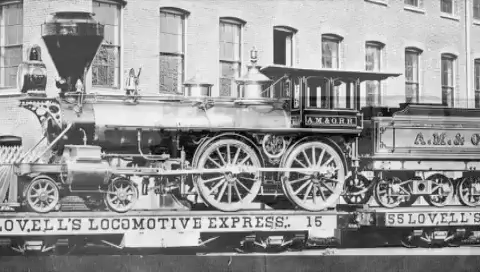 A.M.& O.R.R.
A.M.& O
LOVELL'S LOCOMOTIVE EXPRESS. 15
55 LOVELL'S